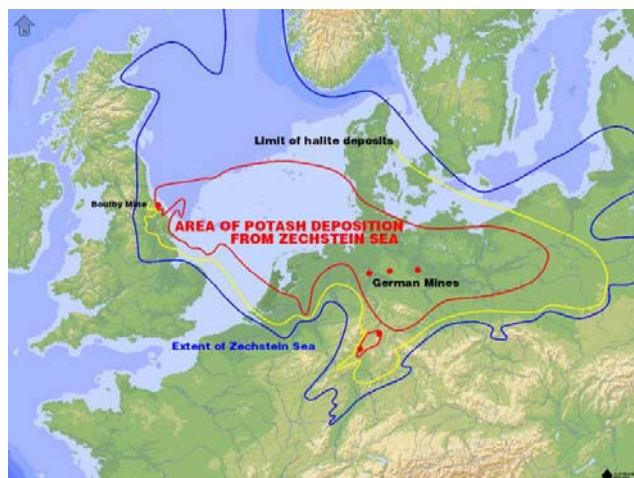 N
Limit of halite deposits
Boulby Mine
AREA OF POTASH DEPOSITION
FROM ZECHSTEIN SEA
German Mines
Extent of Zechstein Sea